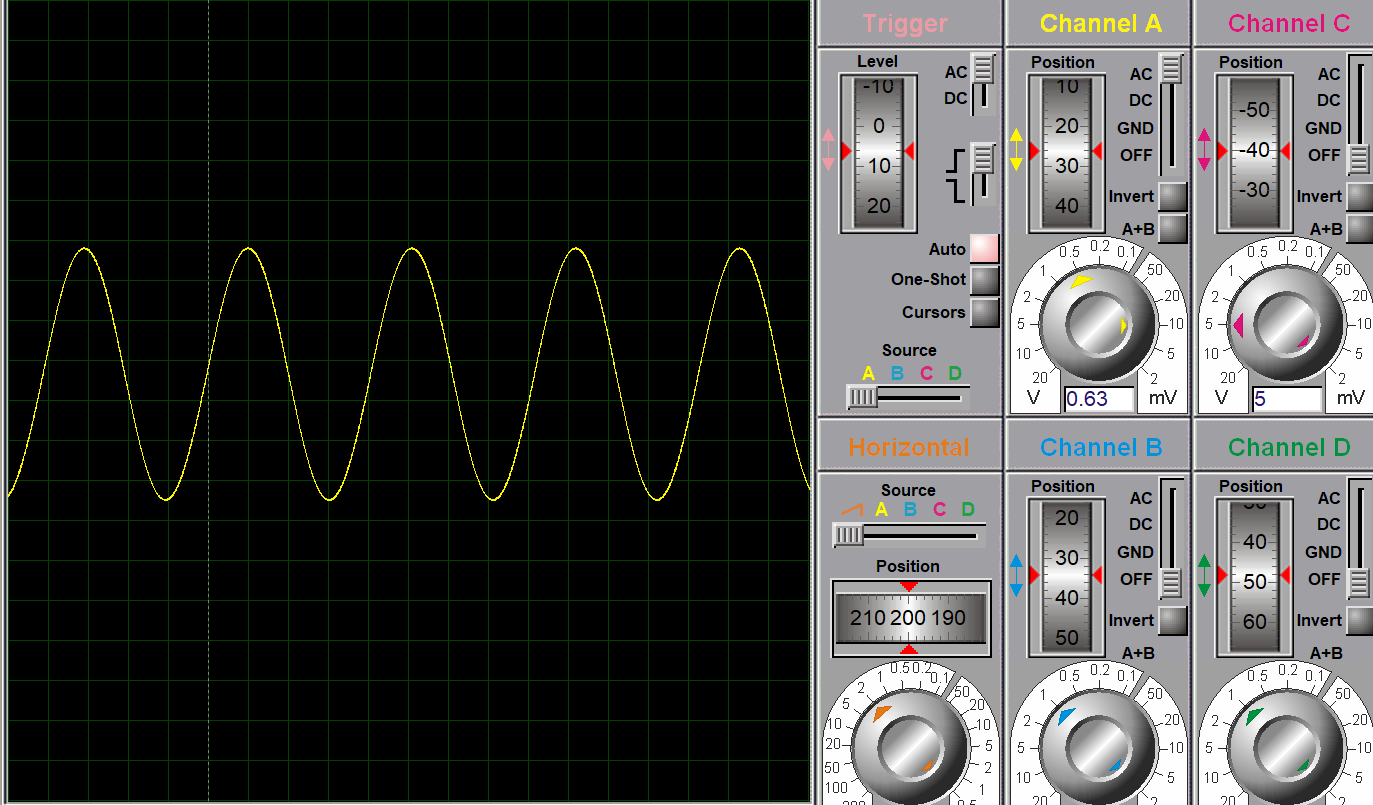 Trigger
Level
-10
0
10
20
AC
DC
Auto
One-Shot
Cursors
Source
A B C D
Channel A
Position
10
20
30
40
AC
DC
GND
OFF
Invert
A+B
20 10 5 2 1 0.5 0.2 0.1 50 20 10 5 2
V 0.63 mV
Channel C
Position
-50
-40
-30
AC
DC
GND
OFF
Invert
A+B
20 10 5 2 1 0.5 0.2 0.1 50 20 10 5 2
V 5 mV
Horizontal
Source
A B C D
Position
210 200 190
100 50 20 10 5 2 1 0.5 0.2 0.1 50 20 10 5 2 1
Channel B
Position
20
30
40
50
AC
DC
GND
OFF
Invert
A+B
20 10 5 2 1 0.5 0.2 0.1 50 20 10 5 2
Channel D
Position
40
50
60
AC
DC
GND
OFF
Invert
A+B
20 10 5 2 1 0.5 0.2 0.1 50 20 10 5 2